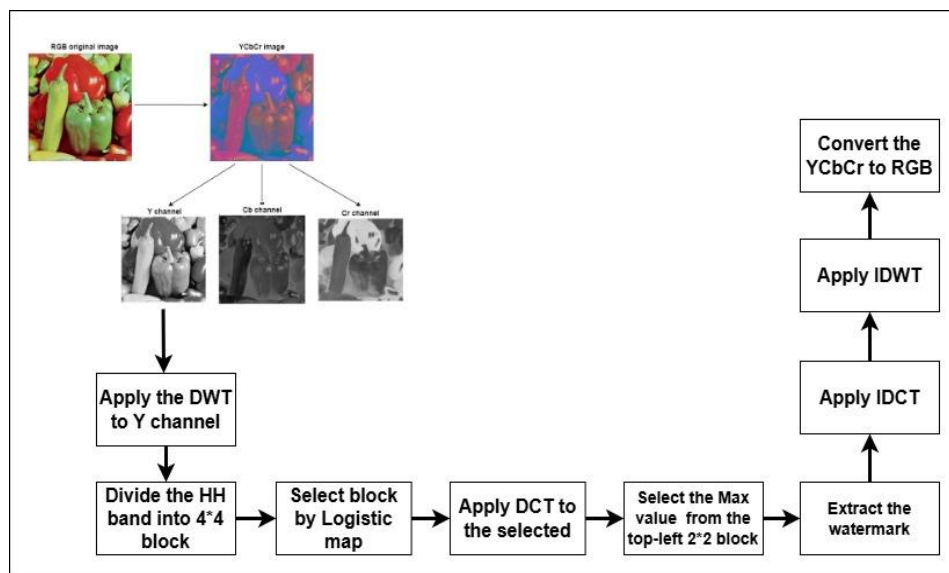 RGB original image
YCbCr image
Y channel
Cb channel
Cr channel
Apply the DWT
to Y channel
Divide the HH
band into 4*4
block
Select block
by Logistic
map
Apply DCT to
the selected
Select the Max
value from the
top-left 2*2 block
Extract the
watermark
Apply IDCT
Apply IDWT
Convert the
YCbCr to RGB